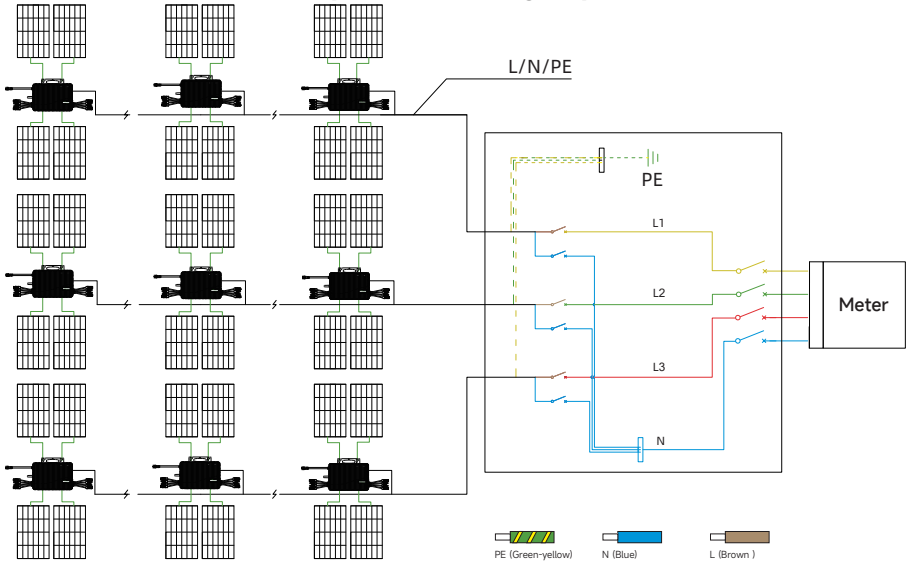 L/N/PE
PE
L1
L2
Meter
L3
N
PE (Green-yellow)
N (Blue)
L (Brown )